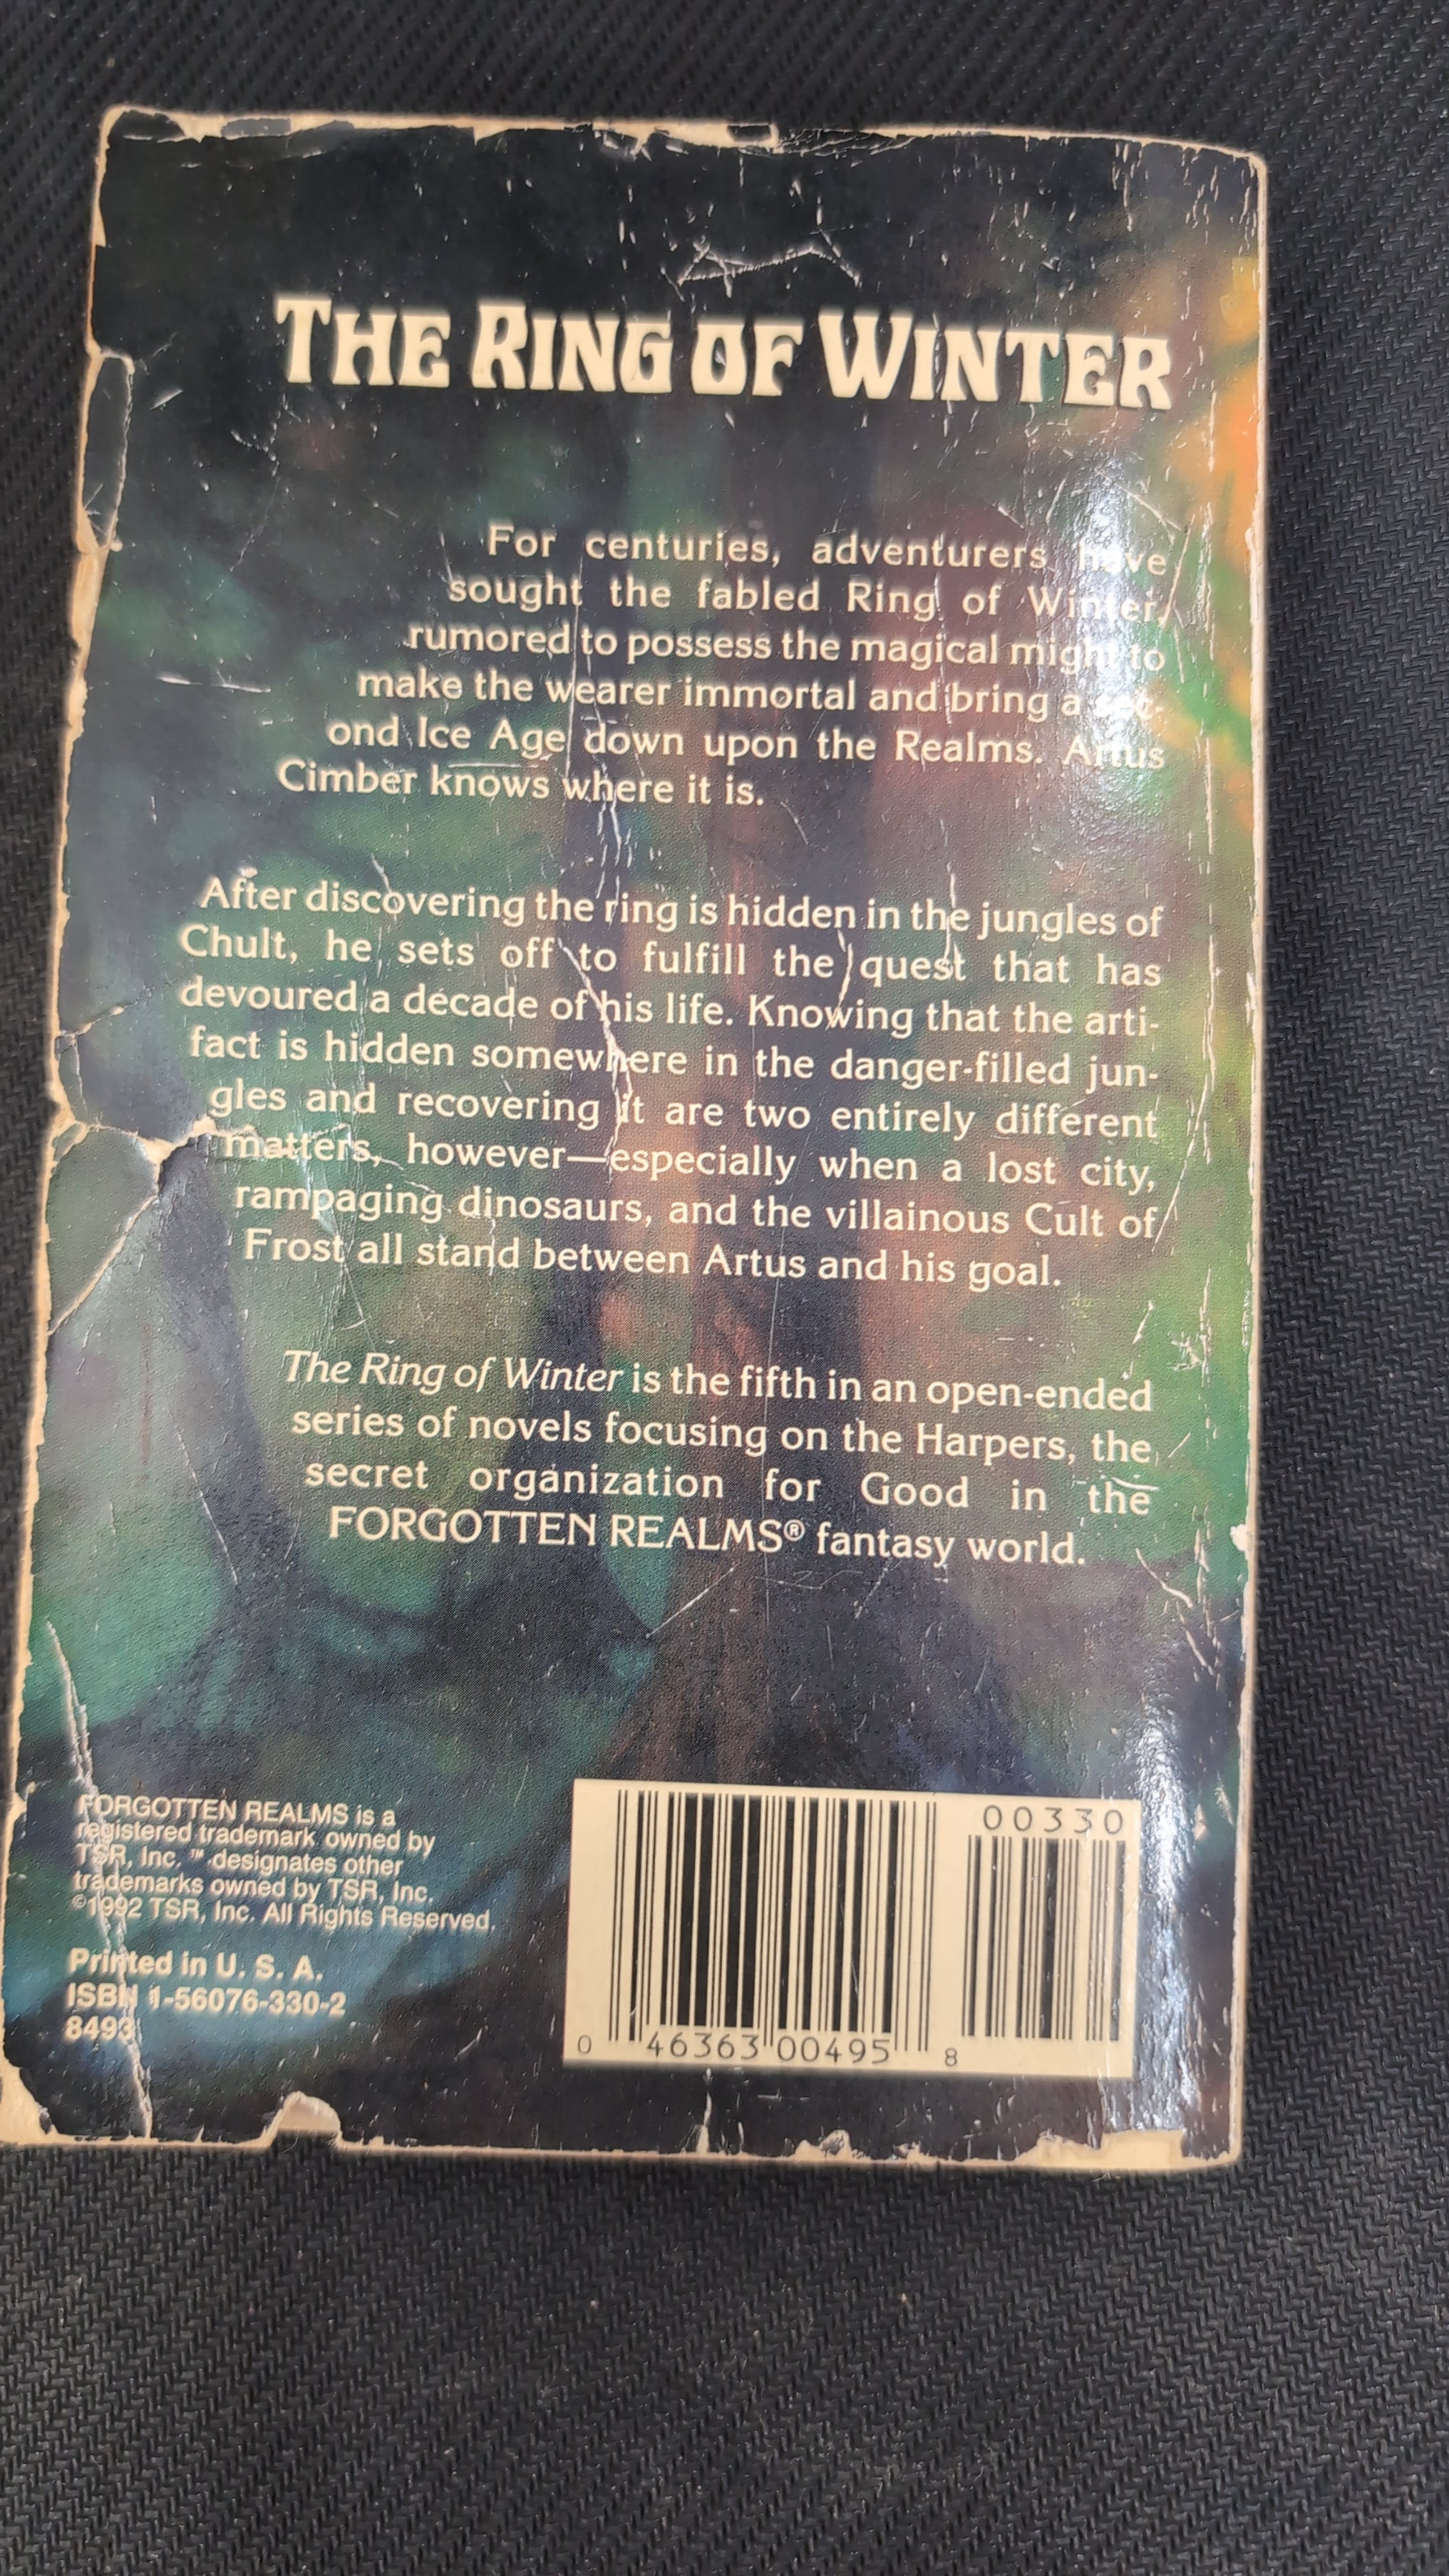 THE RING OF WINTER
For centuries, adventurers have
sought the fabled Ring of Winter,
rumored to possess the magical might to
make the wearer immortal and bring a sec-
ond Ice Age down upon the Realms. Artus
Cimber knows where it is.
After discovering the ring is hidden in the jungles of
Chult, he sets off to fulfill the quest that has
devoured a decade of his life. Knowing that the arti-
fact is hidden somewhere in the danger-filled jun-
gles and recovering it are two entirely different
matters, however—especially when a lost city,
rampaging dinosaurs, and the villainous Cult of
Frost all stand between Artus and his goal.
The Ring of Winter is the fifth in an open-ended
series of novels focusing on the Harpers, the
secret organization for Good in the
FORGOTTEN REALMS® fantasy world.
FORGOTTEN REALMS is a
registered trademark owned by
TSR, Inc. ™ designates other
trademarks owned by TSR, Inc.
©1992 TSR, Inc. All Rights Reserved.
Printed in U. S. A.
ISBN 1-56076-330-2
8493
00330
0 46363 00495 8